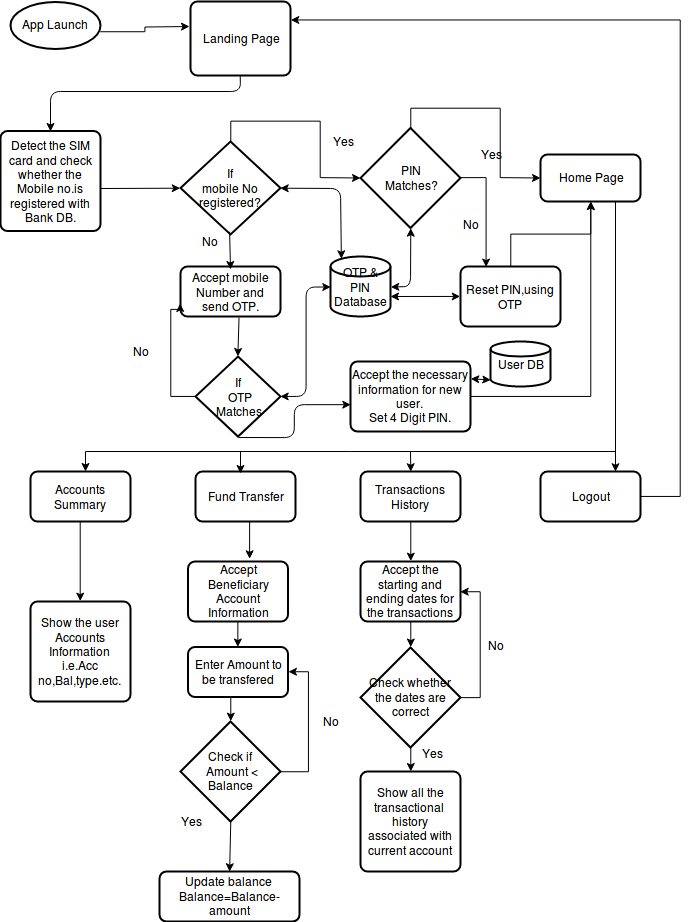 App Launch
Landing Page
Detect the SIM
card and check
whether the
Mobile no.is
registered with
Bank DB.
If
mobile No
registered?
Yes
PIN
Matches?
Yes
Home Page
No
No
Accept mobile
Number and
send OTP.
OTP &
PIN
Database
Reset PIN,using
OTP
No
If
OTP
Matches
Accept the necessary
information for new
user.
Set 4 Digit PIN.
User DB
Accounts
Summary
Fund Transfer
Transactions
History
Logout
Show the user
Accounts
Information
i.e.Acc
no,Bal,type.etc.
Accept
Beneficiary
Account
Information
Accept the
starting and
ending dates for
the transactions
Enter Amount to
be transfered
No
Check whether
the dates are
correct
No
Yes
Check if
Amount <
Balance
Yes
Show all the
transactional
history
associated with
current account
Update balance
Balance=Balance-
amount